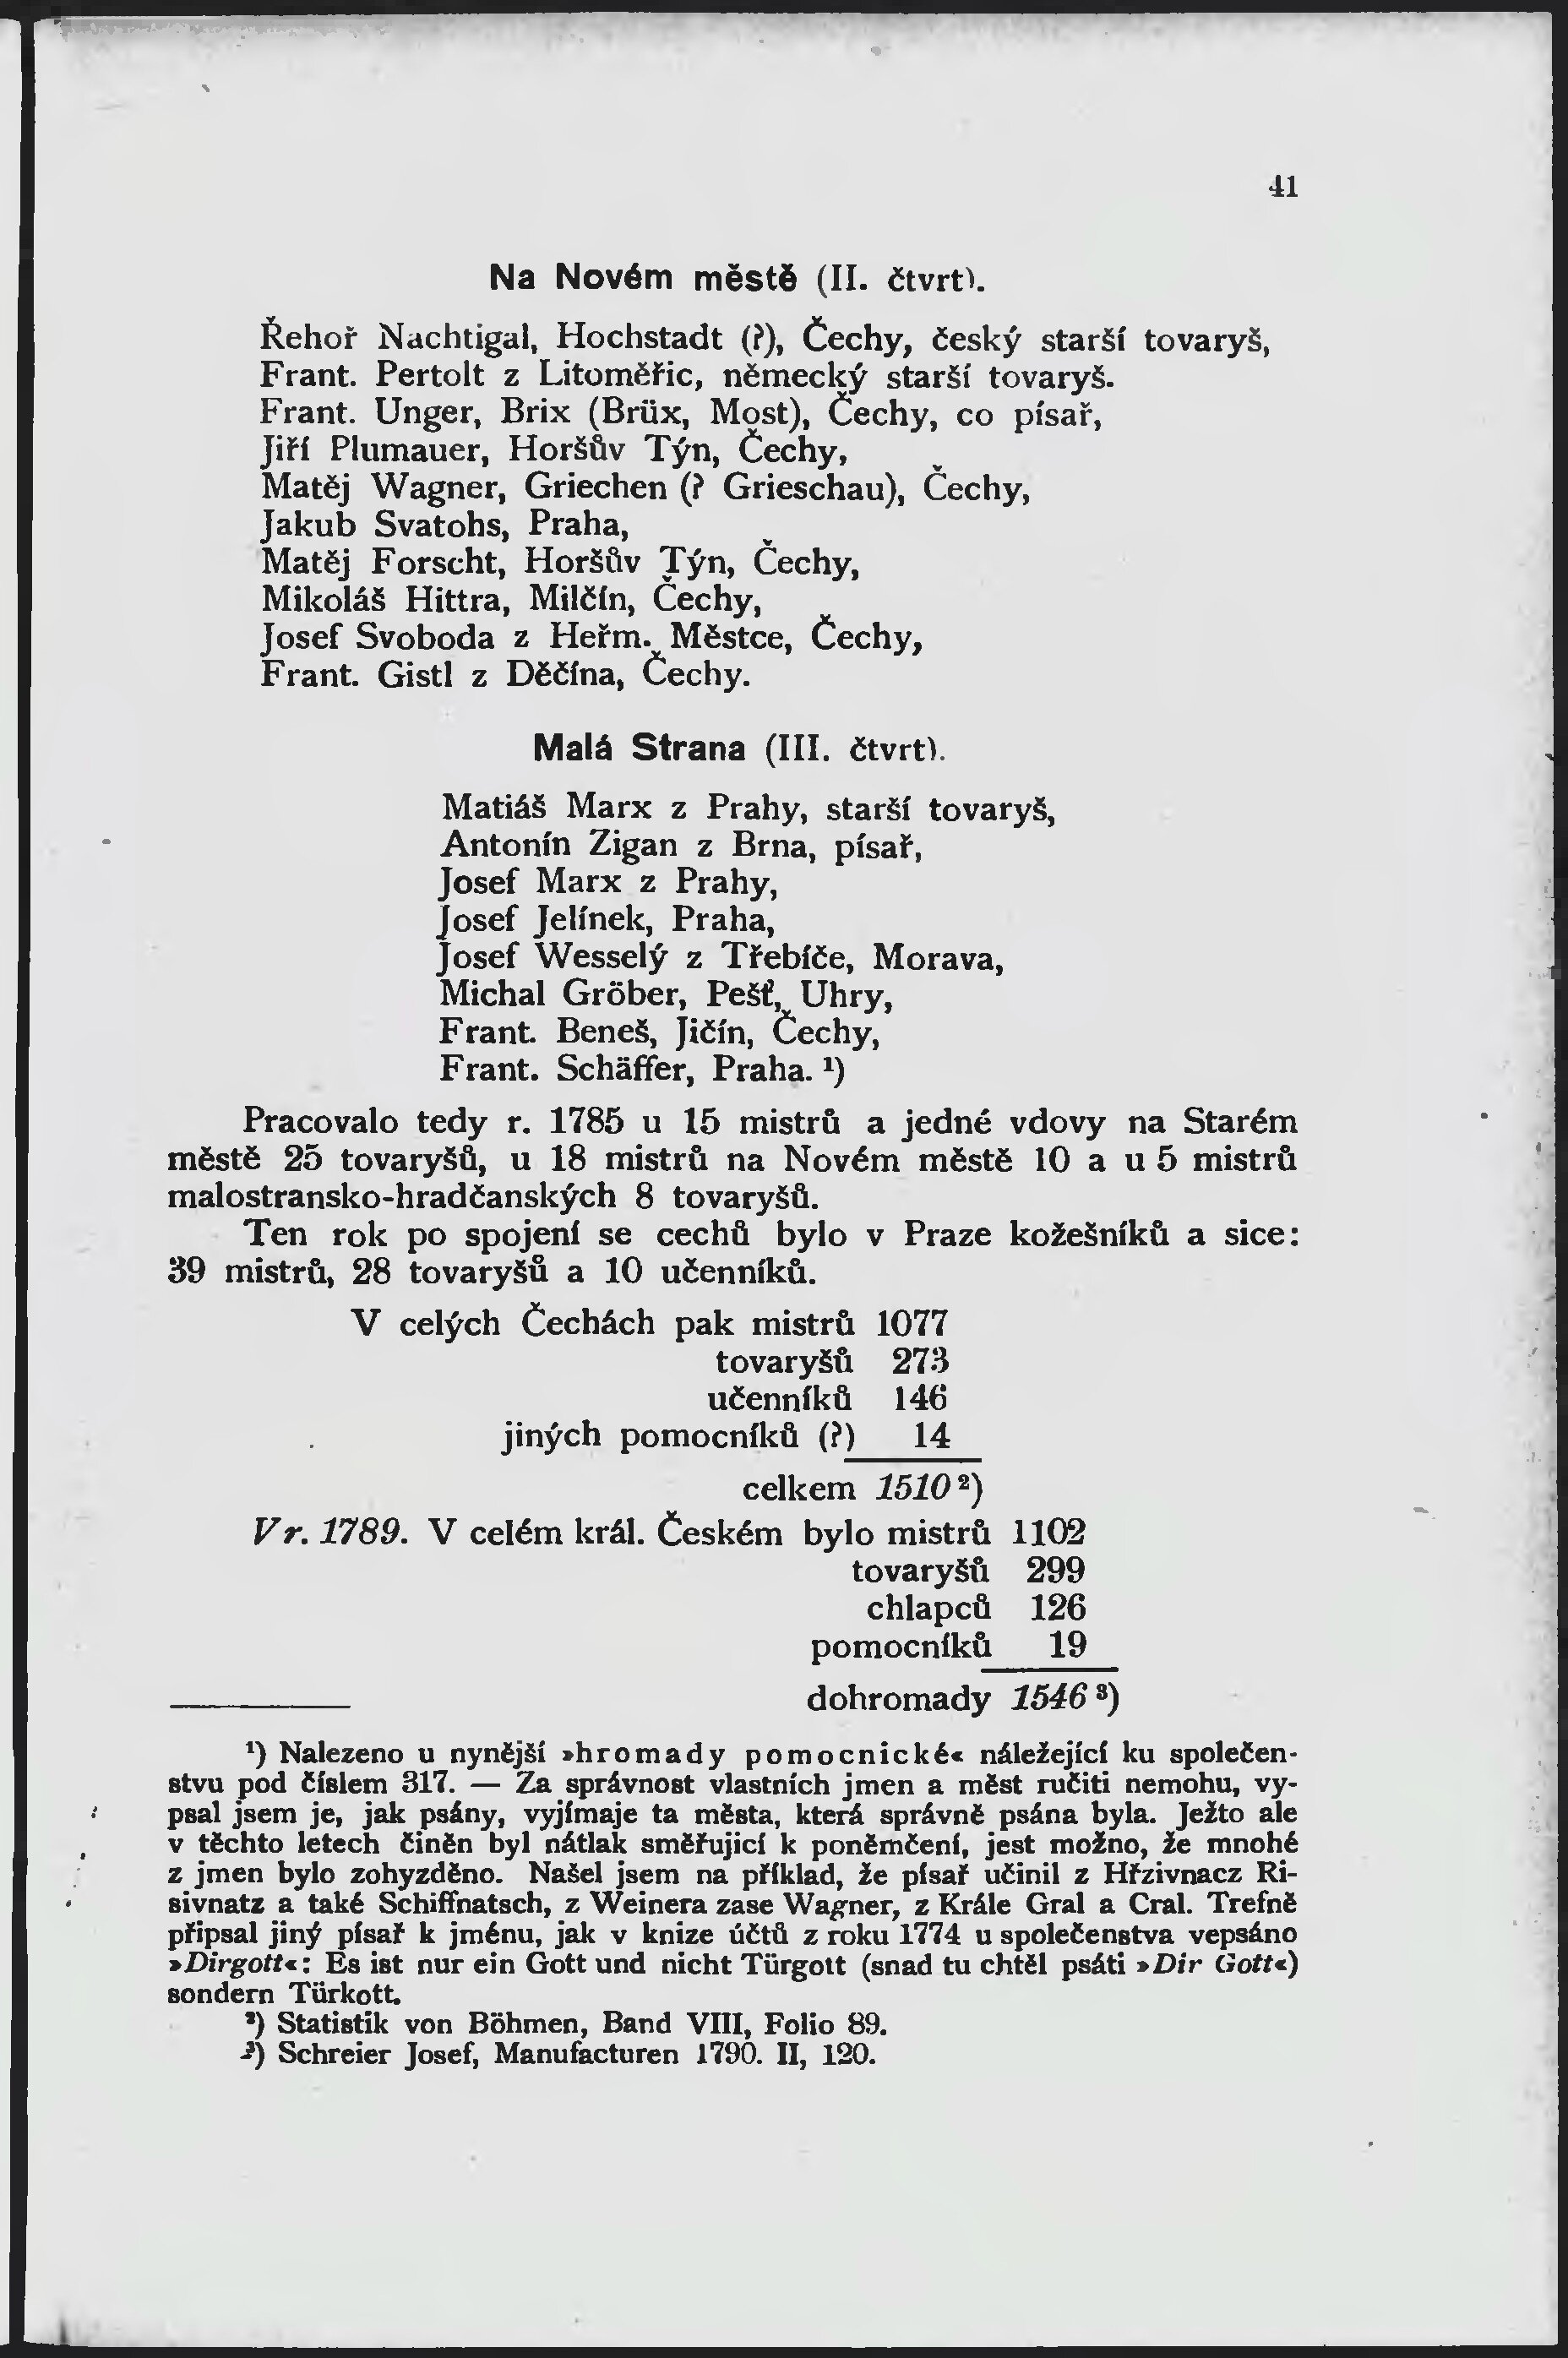 41
Na Novém městě (II. čtvrt).
Řehoř Nachtigal, Hochstadt (?), Čechy, český starší tovaryš,
Frant. Pertolt z Litoměřic, německý starší tovaryš.
Frant. Unger, Brix (Brüx, Most), Čechy, co písař,
Jiří Plumauer, Horšův Týn, Čechy,
Matěj Wagner, Griechen (? Grieschau), Čechy,
Jakub Svatohs, Praha,
Matěj Forscht, Horšův Týn, Čechy,
Mikoláš Hittra, Milčín, Čechy,
Josef Svoboda z Heřm. Městce, Čechy,
Frant. Gistl z Děčína, Čechy.
Malá Strana (III. čtvrt).
Matiáš Marx z Prahy, starší tovaryš,
Antonín Zigan z Brna, písař,
Josef Marx z Prahy,
Josef Jelínek, Praha,
Josef Wesselý z Třebíče, Morava,
Michal Gröber, Pešť, Uhry,
Frant. Beneš, Jičín, Čechy,
Frant. Schäffer, Praha. ¹)
Pracovalo tedy r. 1785 u 15 mistrů a jedné vdovy na Starém
městě 25 tovaryšů, u 18 mistrů na Novém městě 10 a u 5 mistrů
malostransko-hradčanských 8 tovaryšů.
Ten rok po spojení se cechů bylo v Praze kožešníků a sice:
39 mistrů, 28 tovaryšů a 10 učenníků.
V celých Čechách pak mistrů 1077
tovaryšů 273
učenníků 146
jiných pomocníků (?) 14
celkem 1510 ²)
V r. 1789. V celém král. Českém bylo mistrů 1102
tovaryšů 299
chlapců 126
pomocníků 19
dohromady 1546 ³)
¹) Nalezeno u nynější »hromady pomocnické« náležející ku společen-
stvu pod číslem 317. — Za správnost vlastních jmen a měst ručiti nemohu, vy-
psal jsem je, jak psány, vyjímaje ta města, která správně psána byla. Ježto ale
v těchto letech činěn byl nátlak směřujicí k poněmčení, jest možno, že mnohé
z jmen bylo zohyzděno. Našel jsem na příklad, že písař učinil z Hřzivnacz Ri-
sivnatz a také Schiffnatsch, z Weinera zase Wagner, z Krále Gral a Cral. Trefně
připsal jiný písař k jménu, jak v knize účtů z roku 1774 u společenstva vepsáno
»Dirgott«: Es ist nur ein Gott und nicht Türgott (snad tu chtěl psáti »Dir Gott«)
sondern Türkott.
²) Statistik von Böhmen, Band VIII, Folio 89.
³) Schreier Josef, Manufacturen 1790. II, 120.